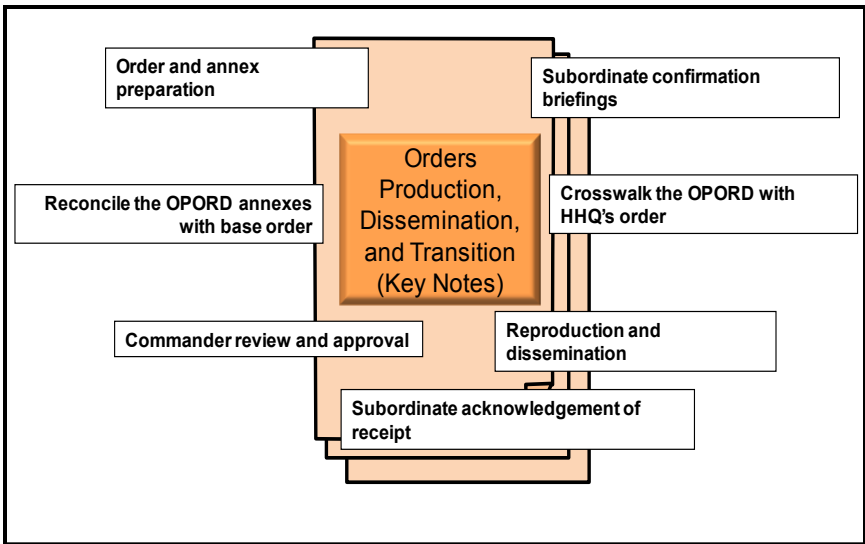 Order and annex
preparation
Subordinate confirmation
briefings
Orders
Production,
Dissemination,
and Transition
(Key Notes)
Reconcile the OPORD annexes
with base order
Crosswalk the OPORD with
HHQ's order
Commander review and approval
Reproduction and
dissemination
Subordinate acknowledgement of
receipt